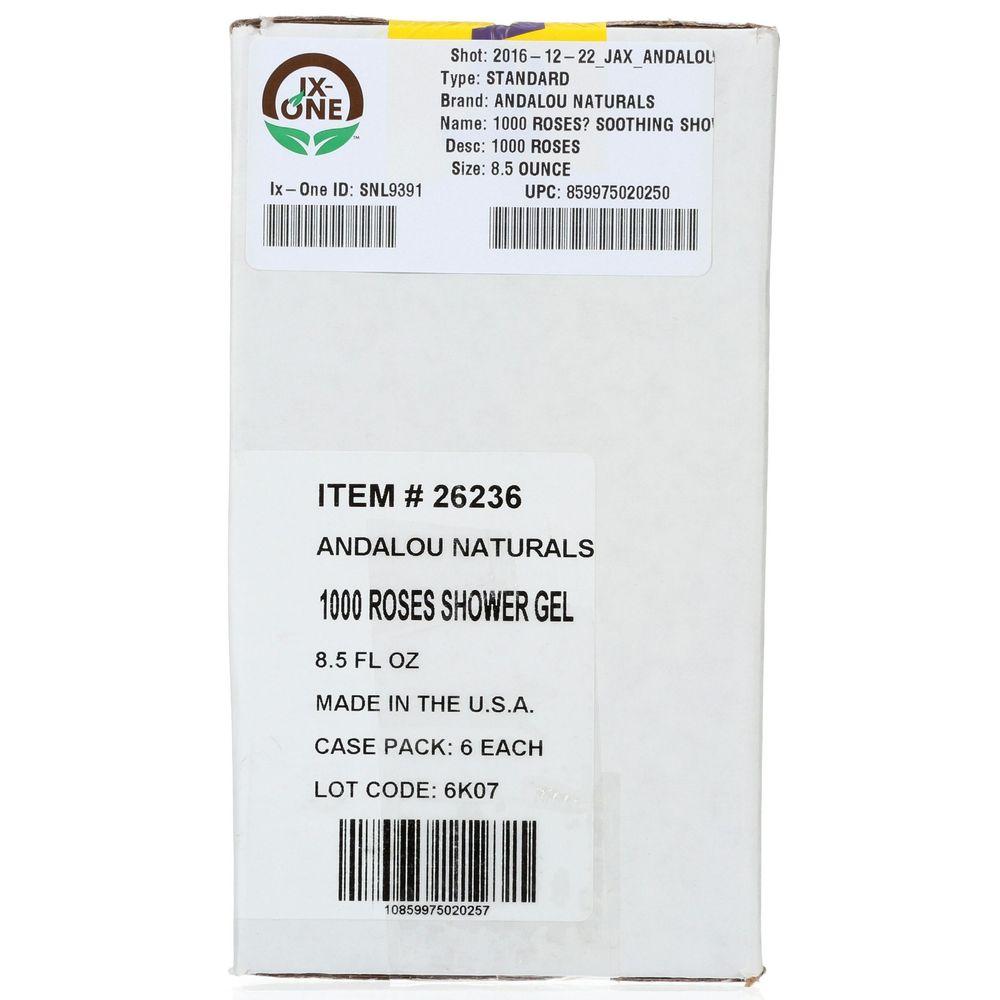 IX-
ONE
™
Shot: 2016-12-22_JAX_ANDALOU
Type: STANDARD
Brand: ANDALOU NATURALS
Name: 1000 ROSES? SOOTHING SHO
Desc: 1000 ROSES
Size: 8.5 OUNCE
Ix-One ID: SNL9391
UPC: 859975020250
ITEM # 26236
ANDALOU NATURALS
1000 ROSES SHOWER GEL
8.5 FL OZ
MADE IN THE U.S.A.
CASE PACK: 6 EACH
LOT CODE: 6K07
10859975020257